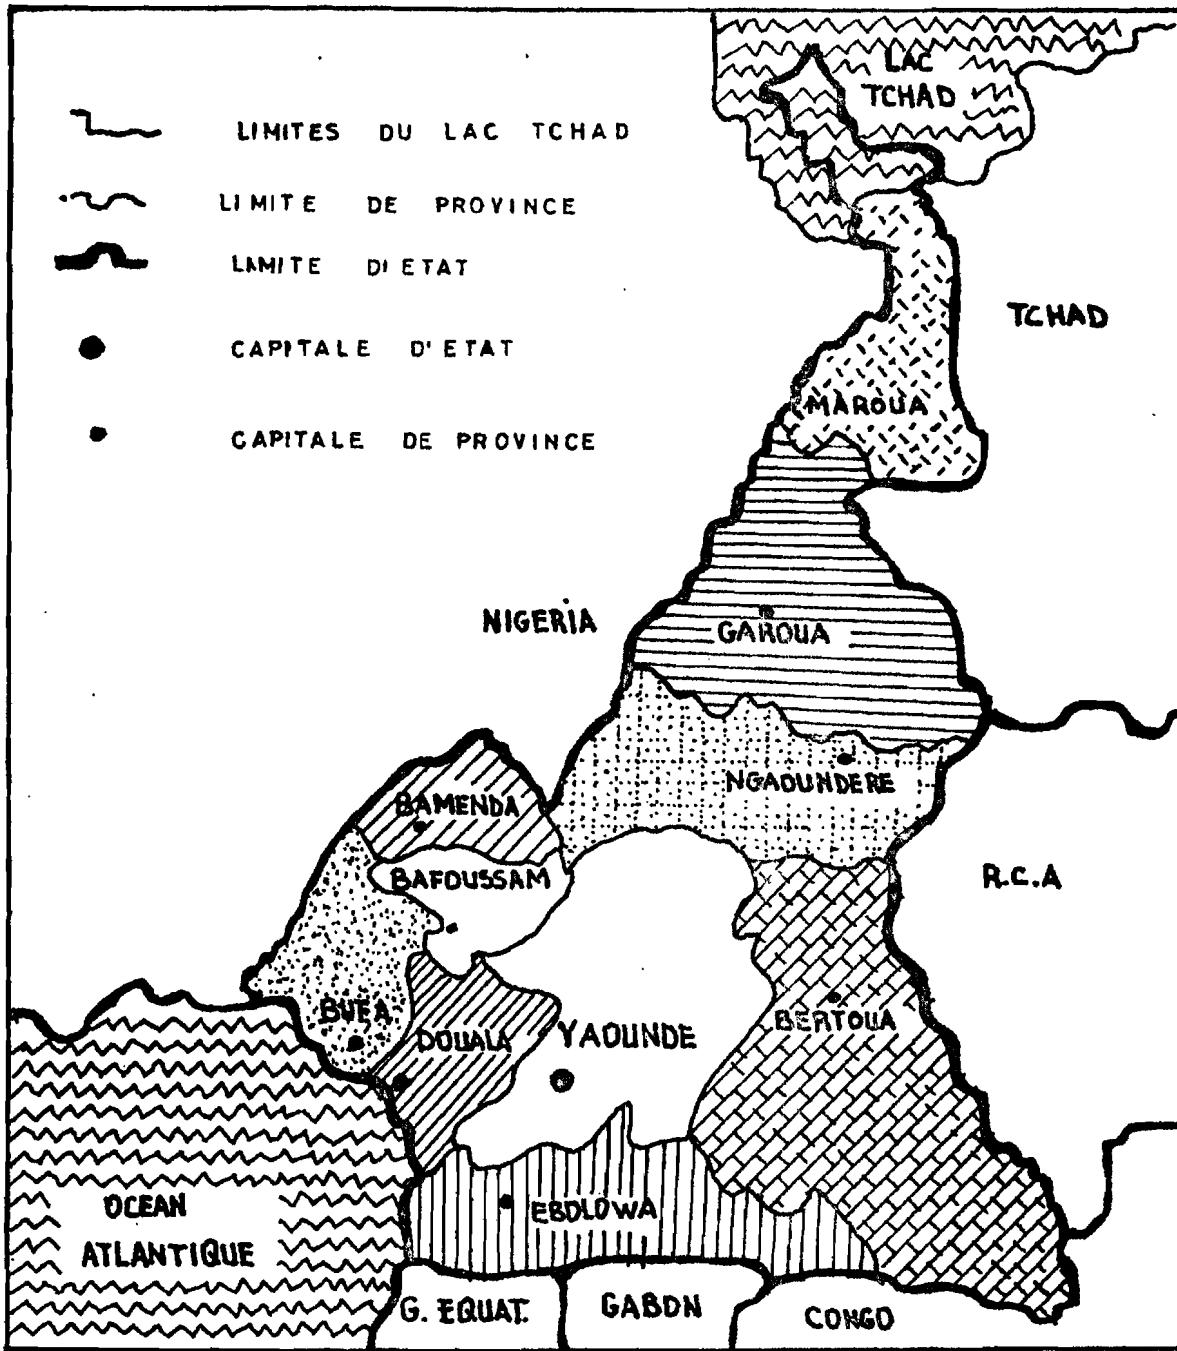 LAC
TCHAD
LIMITES DU LAC TCHAD
LIMITE DE PROVINCE
LIMITE D'ETAT
CAPITALE D'ETAT
CAPITALE DE PROVINCE
TCHAD
MAROUA
NIGERIA
GAROUA
NGAOUNDERE
BAMENDA
BAFOUSSAM
R.C.A
BUEA
DOUALA
YAOUNDE
BERTOUA
OCEAN
ATLANTIQUE
EBOLOWA
G. EQUAT.
GABON
CONGO